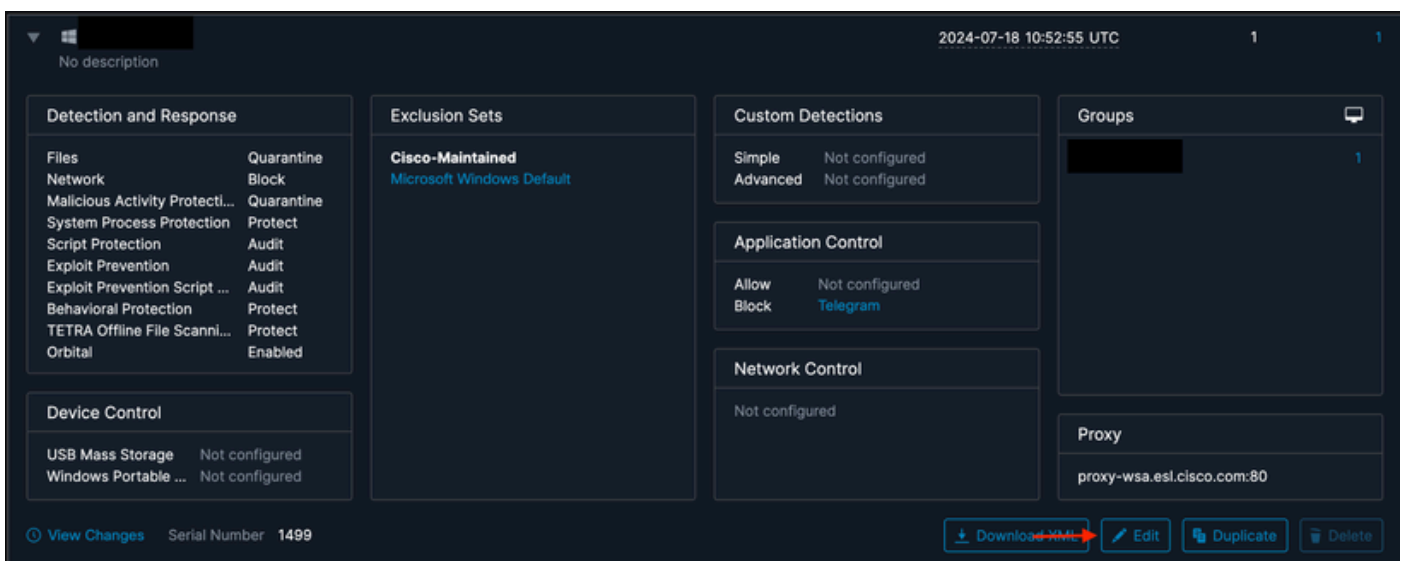 2024-07-18 10:52:55 UTC 1 1
No description
Detection and Response
Files Quarantine
Network Block
Malicious Activity Protecti... Quarantine
System Process Protection Protect
Script Protection Audit
Exploit Prevention Audit
Exploit Prevention Script ... Audit
Behavioral Protection Protect
TETRA Offline File Scanni... Protect
Orbital Enabled
Device Control
USB Mass Storage Not configured
Windows Portable ... Not configured
Exclusion Sets
Cisco-Maintained
Microsoft Windows Default
Custom Detections
Simple Not configured
Advanced Not configured
Application Control
Allow Not configured
Block Telegram
Network Control
Not configured
Groups
1
Proxy
proxy-wsa.esl.cisco.com:80
View Changes Serial Number 1499
Download XML Edit Duplicate Delete